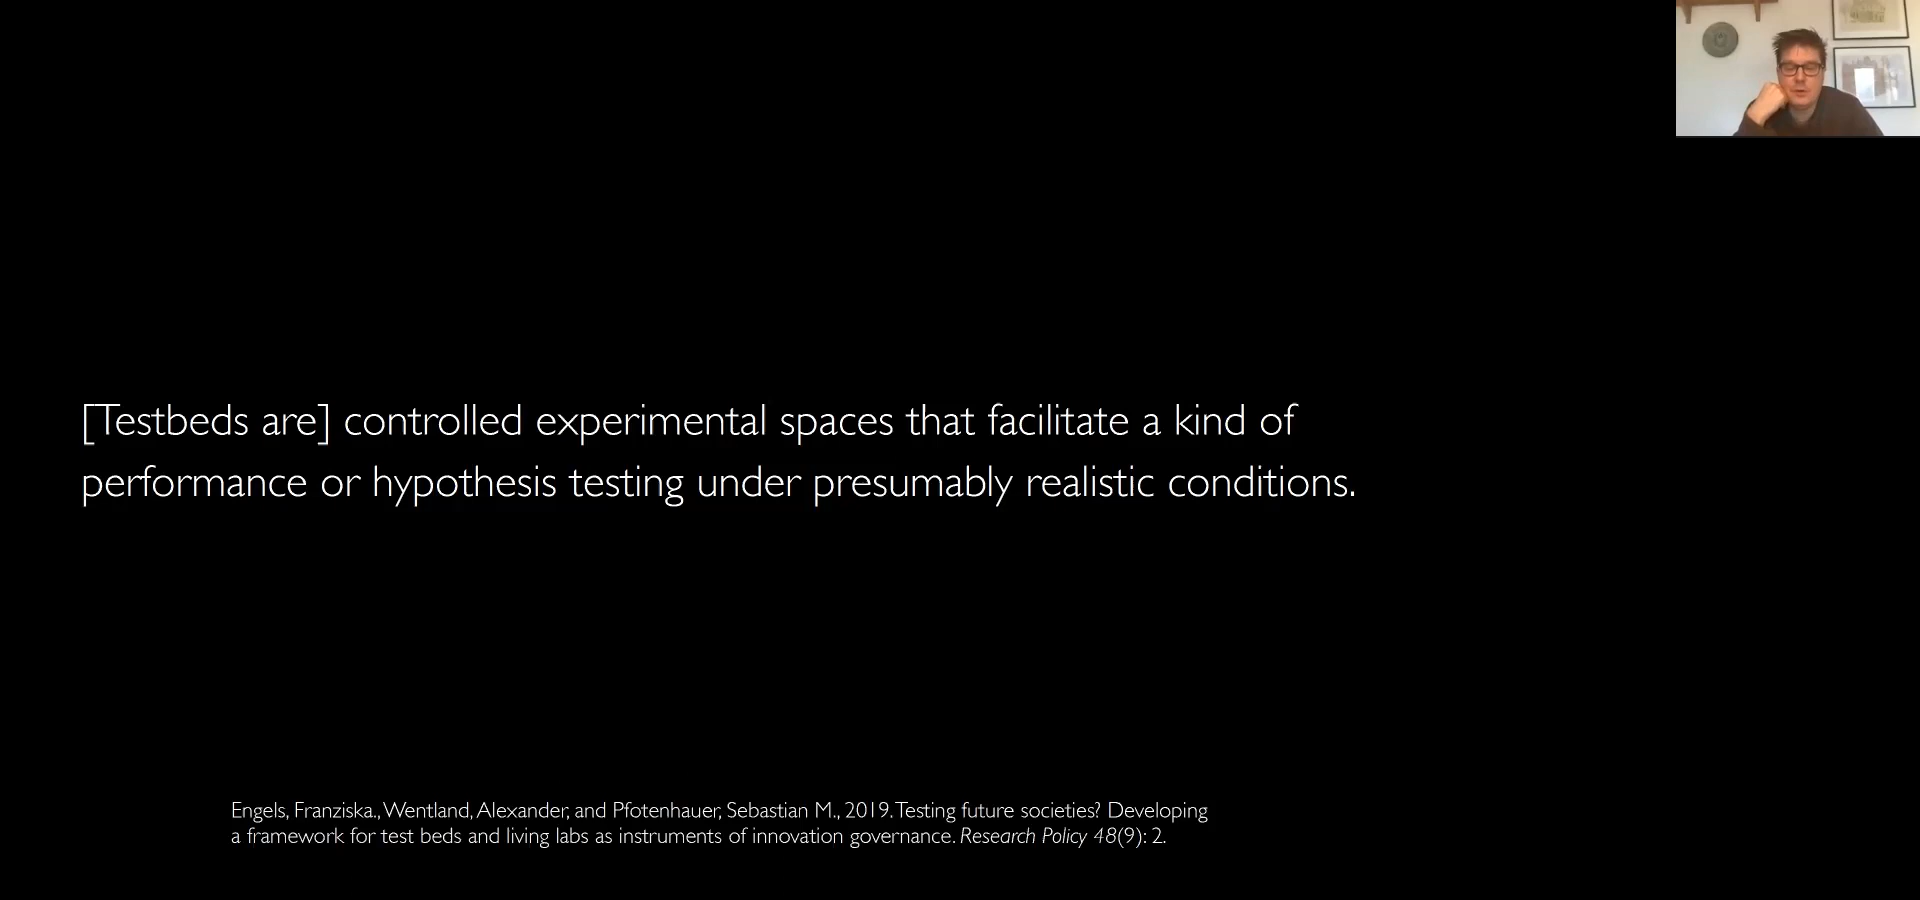 [Testbeds are] controlled experimental spaces that facilitate a kind of
performance or hypothesis testing under presumably realistic conditions.
Engels, Franziska., Wentland, Alexander, and Pfotenhauer, Sebastian M., 2019. Testing future societies? Developing
a framework for test beds and living labs as instruments of innovation governance. Research Policy 48(9): 2.